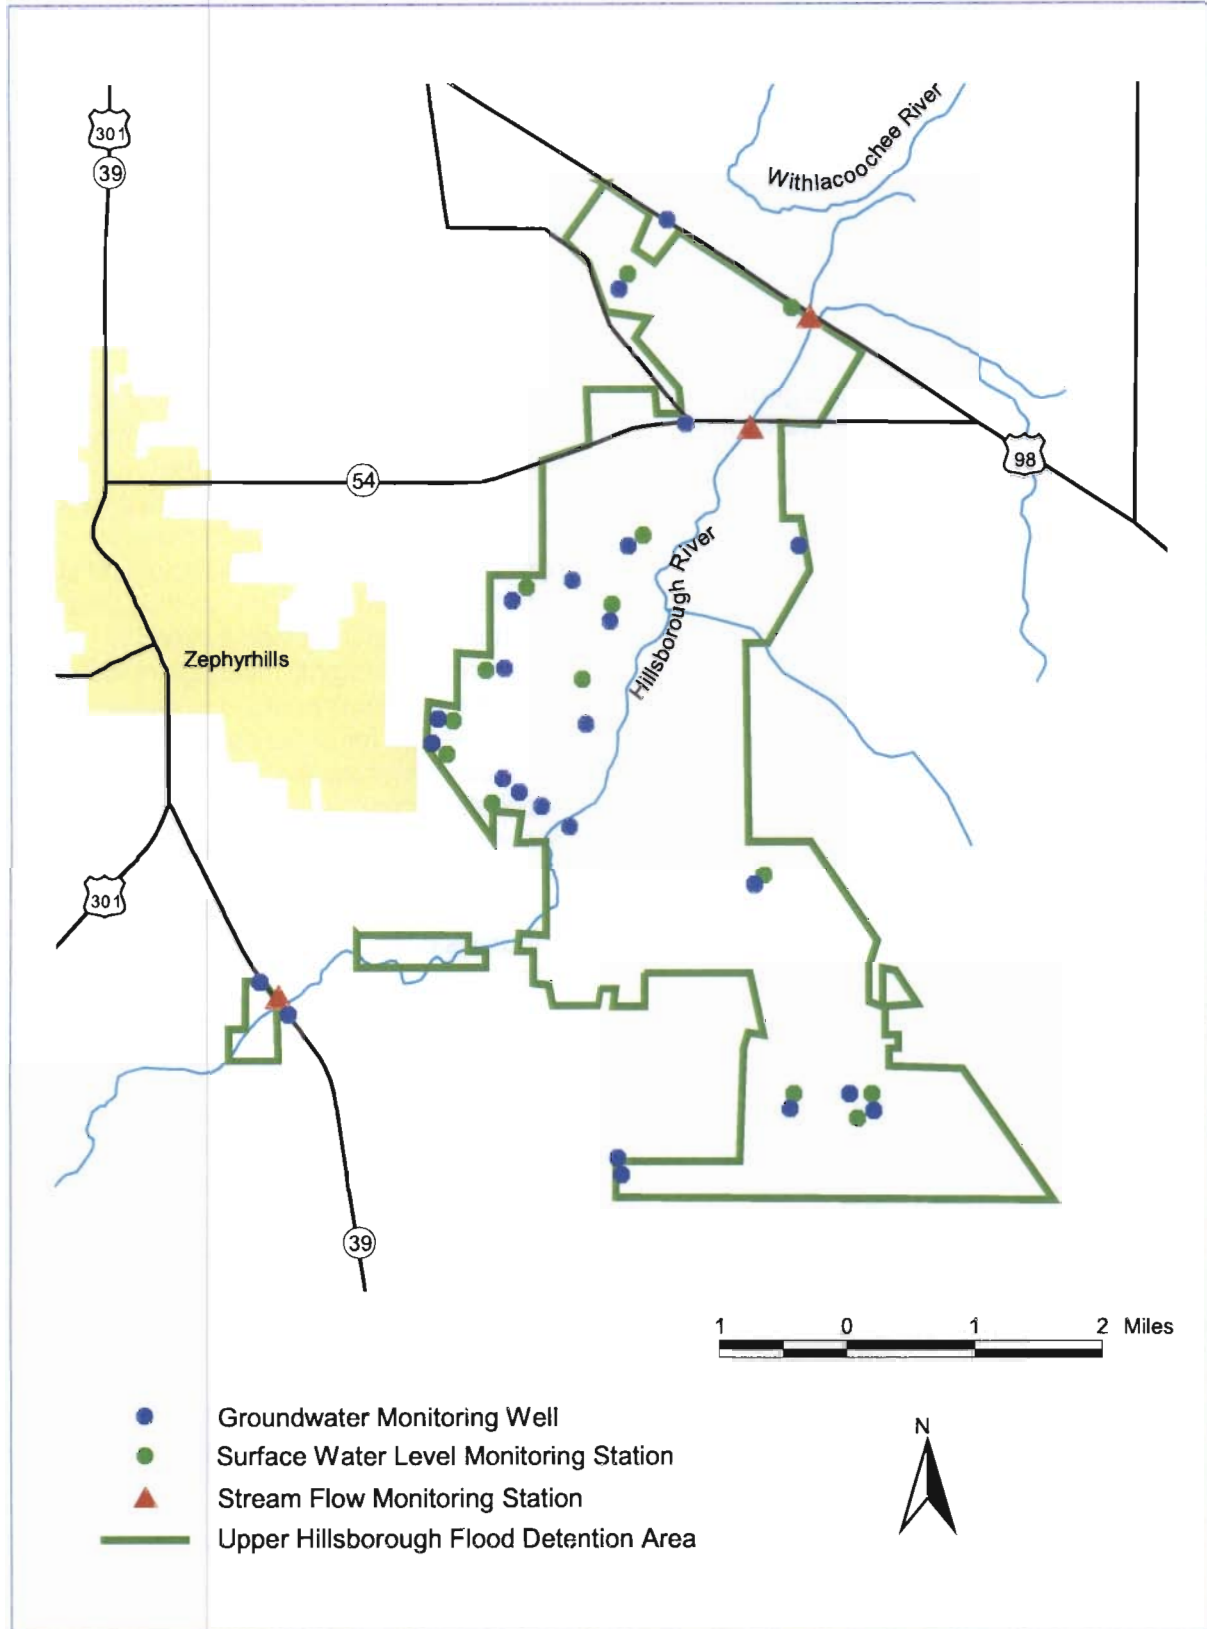 301
39
Withlacoochee River
54
98
Hillsborough River
Zephyrhills
301
39
1 0 1 2 Miles
Groundwater Monitoring Well
Surface Water Level Monitoring Station
Stream Flow Monitoring Station
Upper Hillsborough Flood Detention Area
N